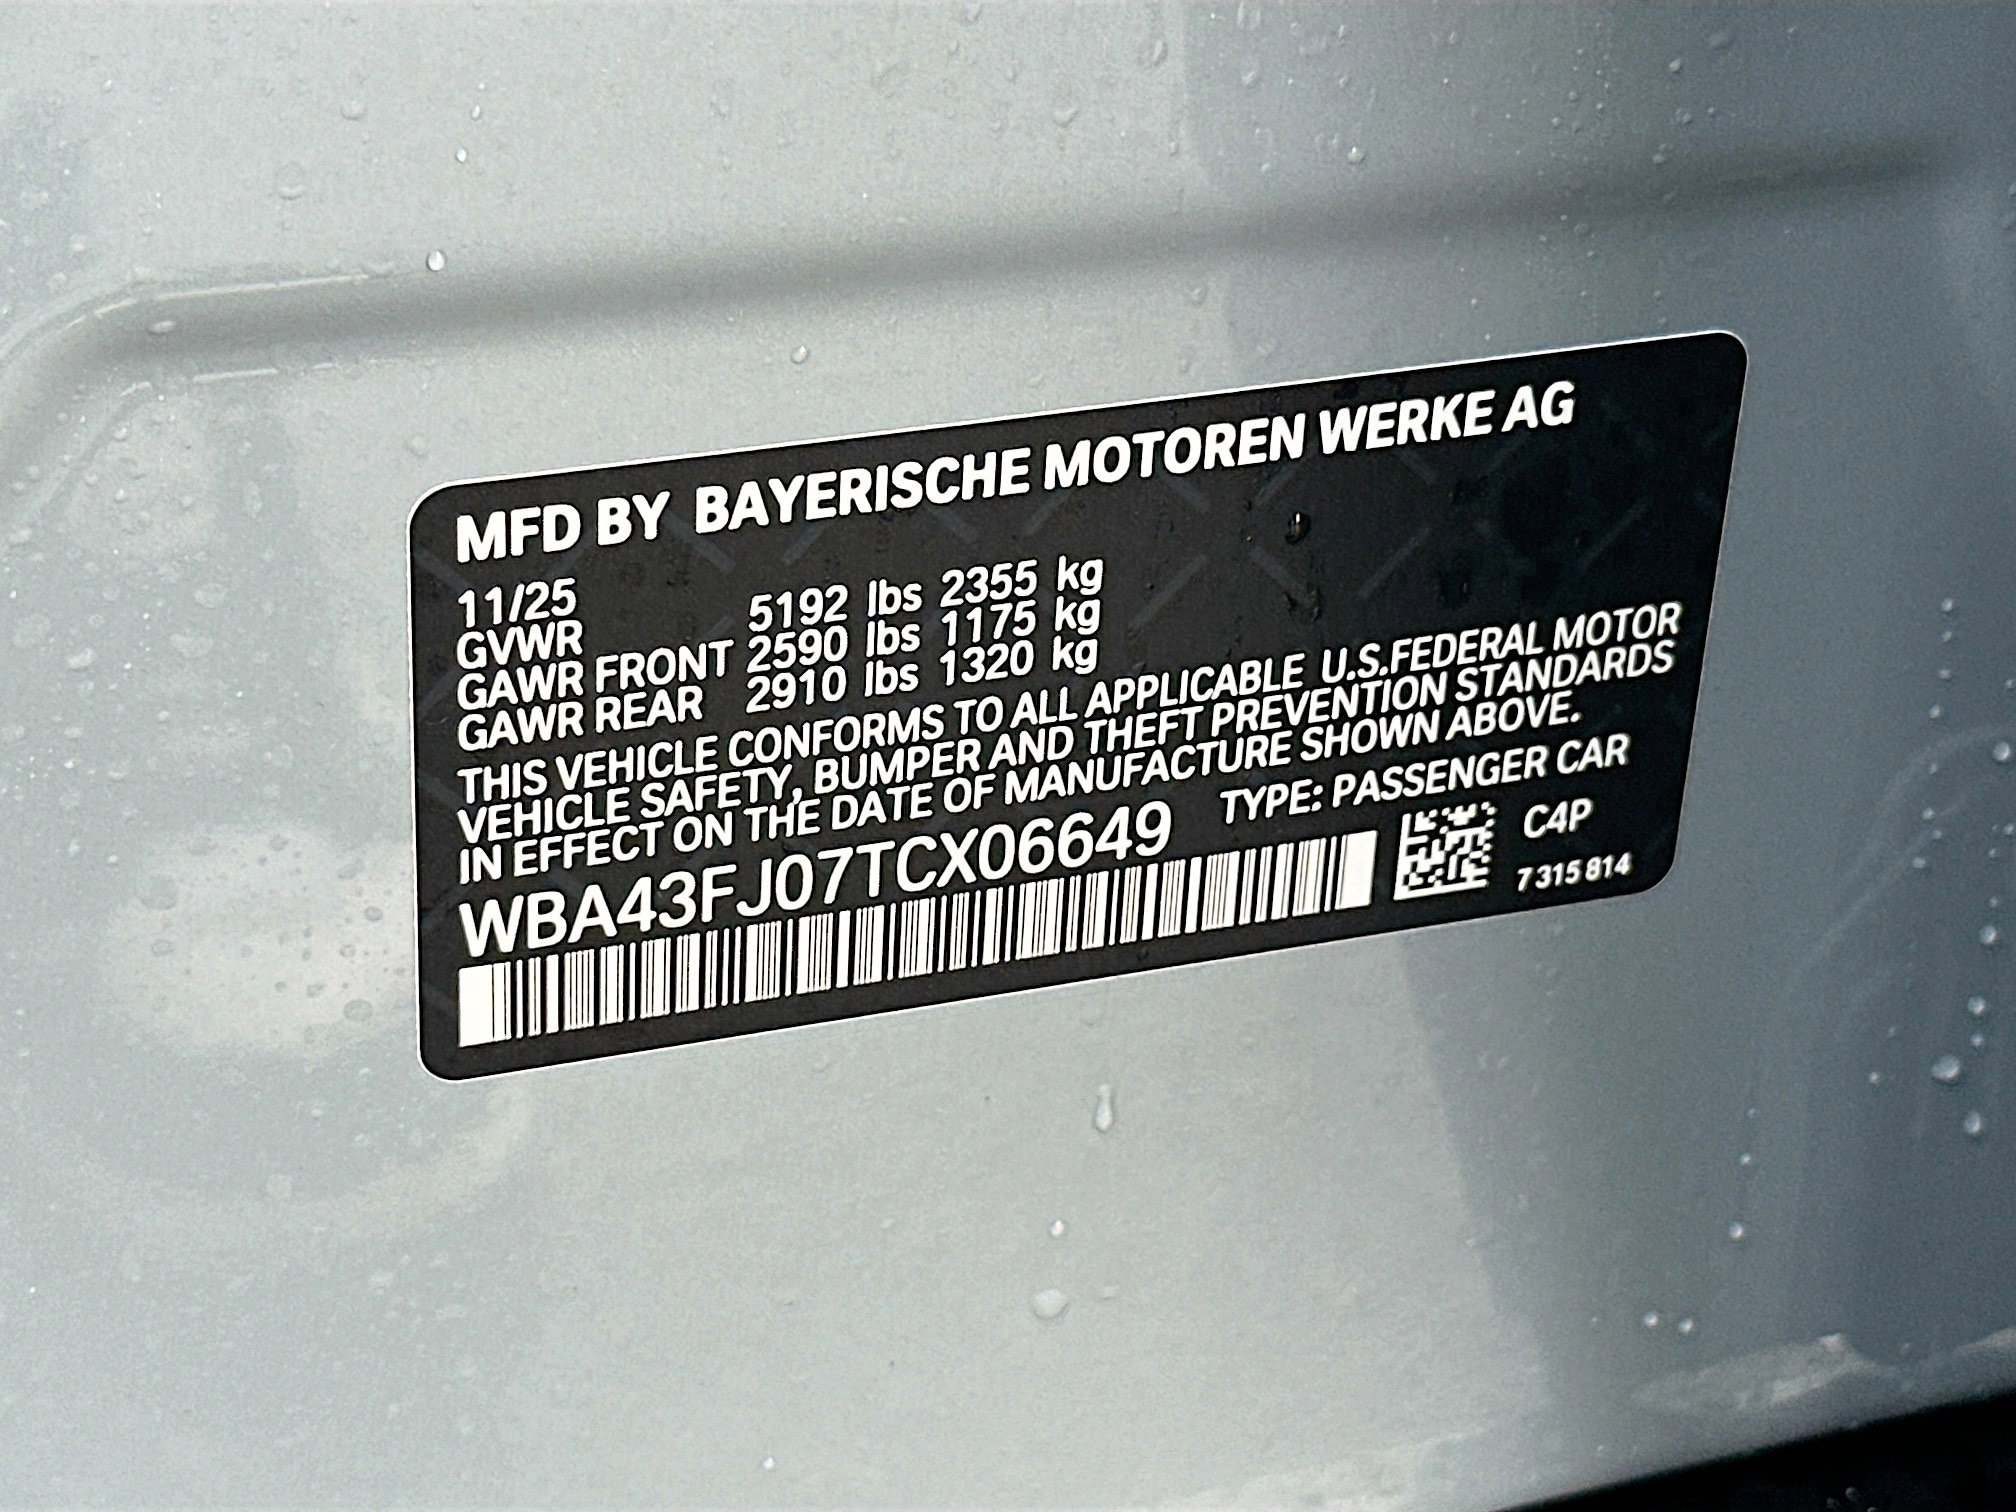 MFD BY BAYERISCHE MOTOREN WERKE AG
11/25
GVWR 5192 lbs 2355 kg
GAWR FRONT 2590 lbs 1175 kg
GAWR REAR 2910 lbs 1320 kg
THIS VEHICLE CONFORMS TO ALL APPLICABLE U.S.FEDERAL MOTOR
VEHICLE SAFETY, BUMPER AND THEFT PREVENTION STANDARDS
IN EFFECT ON THE DATE OF MANUFACTURE SHOWN ABOVE.
WBA43FJ07TCX06649 TYPE: PASSENGER CAR
C4P
7 315 814